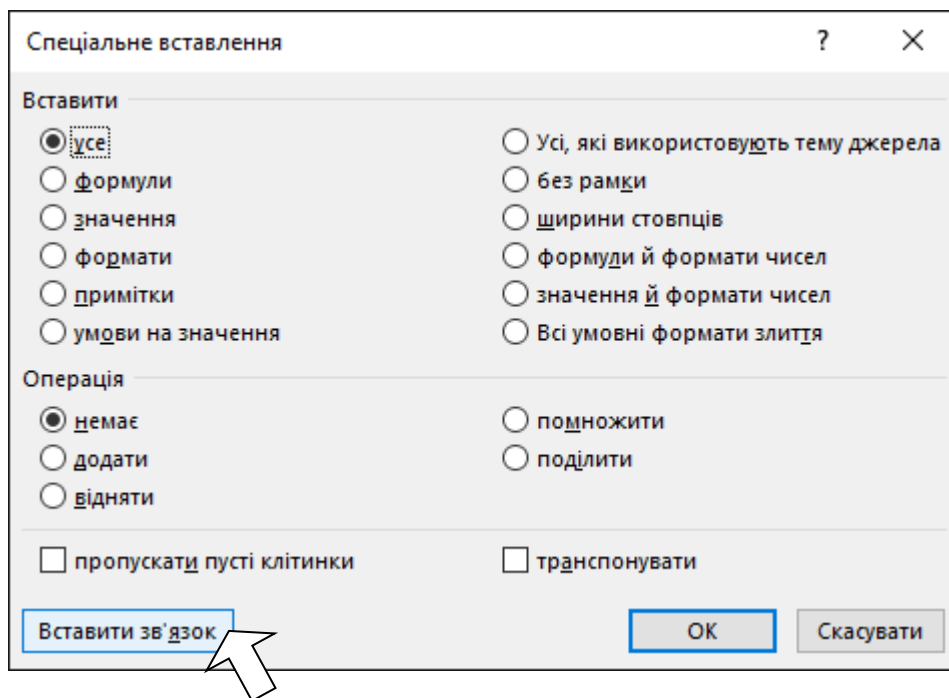 Спеціальне вставлення ?
Вставити
усе
Усі, які використовують тему джерела
формули
без рамки
значення
ширини стовпців
формати
формули й формати чисел
примітки
значення й формати чисел
умови на значення
Всі умовні формати злиття
Операція
немає
помножити
додати
поділити
відняти
пропускати пусті клітинки
транспонувати
Вставити зв'язок
ОК
Скасувати